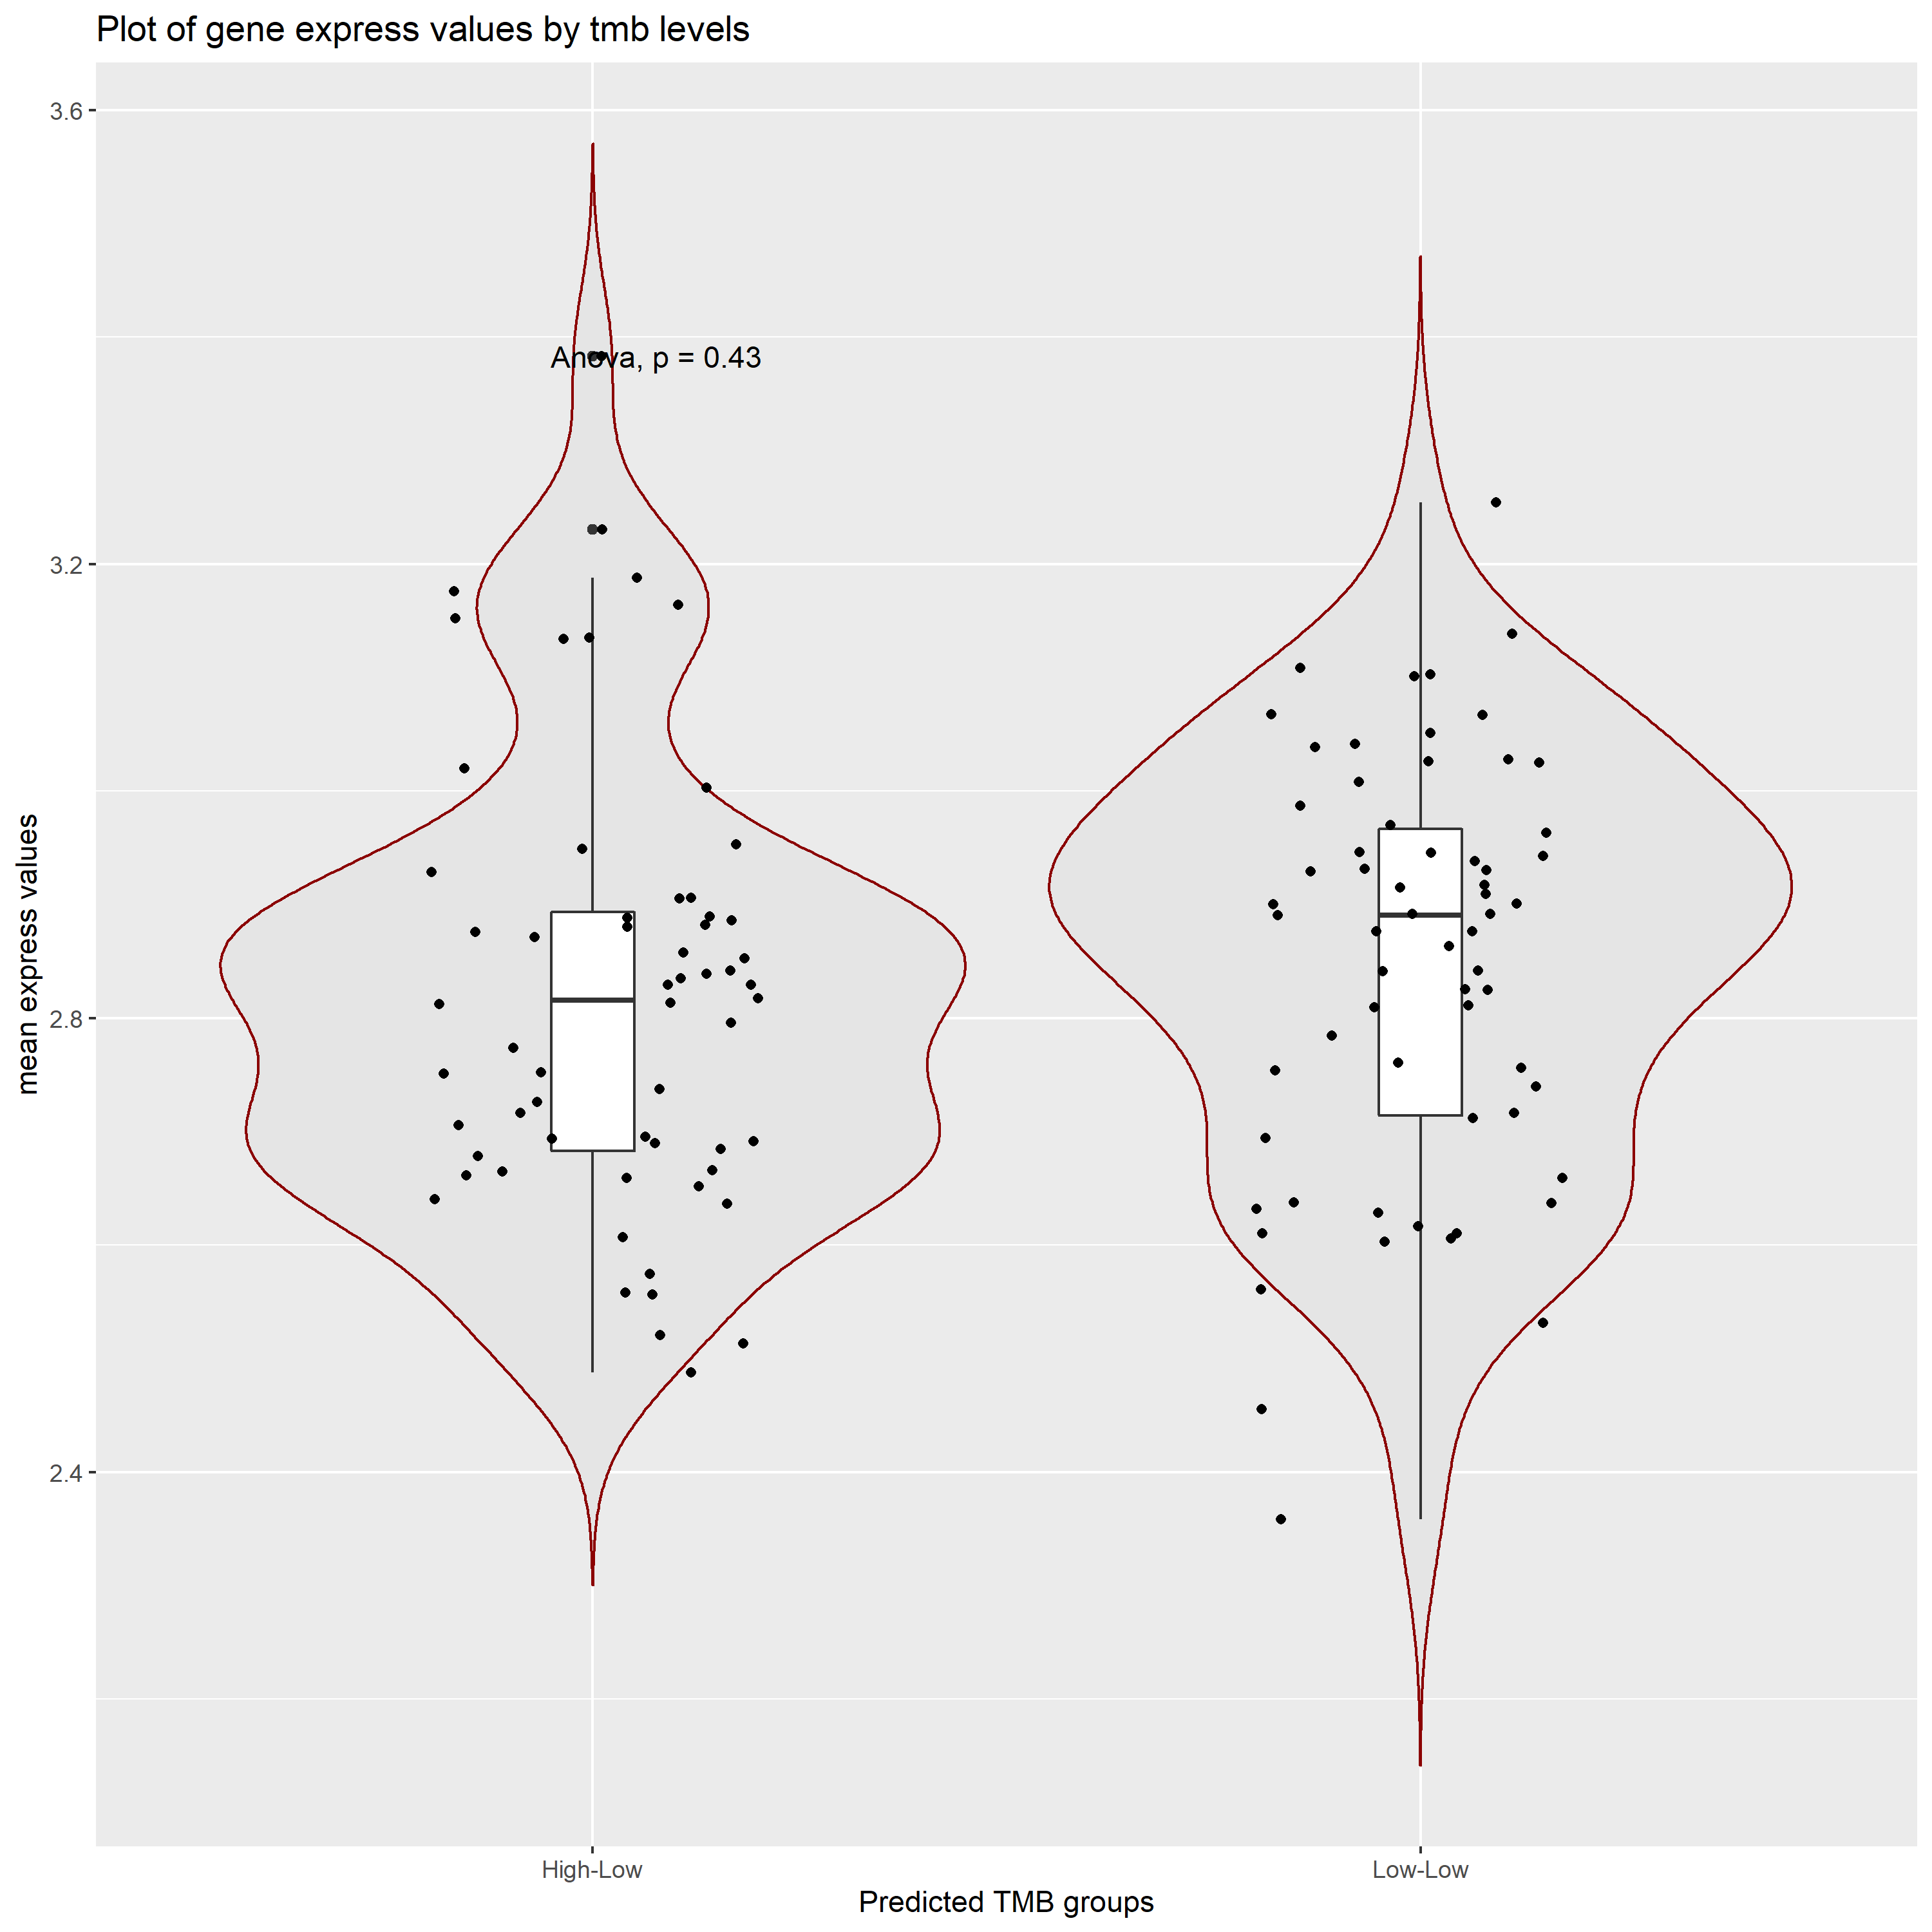 Plot of gene express values by tmb levels
3.6
Anova, p = 0.43
3.2
2.8
2.4
mean express values
High-Low
Low-Low
Predicted TMB groups